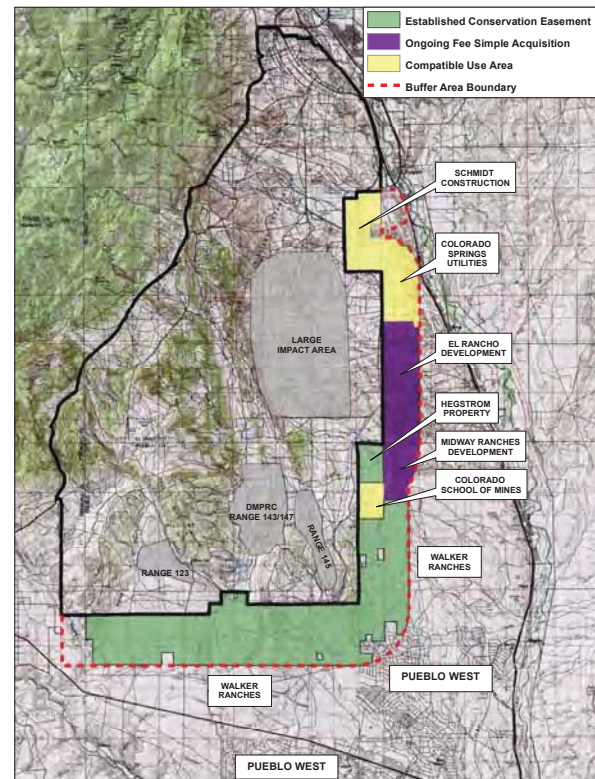 Established Conservation Easement
Ongoing Fee Simple Acquisition
Compatible Use Area
Buffer Area Boundary
SCHMIDT
CONSTRUCTION
COLORADO
SPRINGS
UTILITIES
LARGE
IMPACT AREA
EL RANCHO
DEVELOPMENT
HEGSTROM
PROPERTY
MIDWAY RANCHES
DEVELOPMENT
COLORADO
SCHOOL OF MINES
DMPRC
RANGE 143/147
RANGE 145
RANGE 123
WALKER
RANCHES
WALKER
RANCHES
PUEBLO WEST
PUEBLO WEST